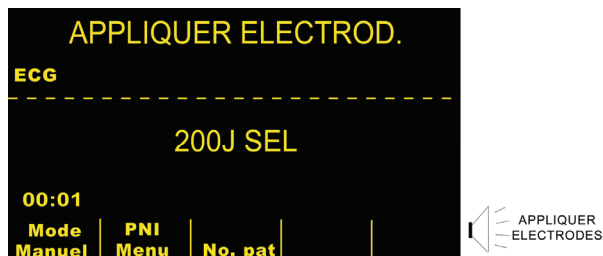 APPLIQUER ELECTROD.
ECG
200J SEL
00:01
Mode Manuel
PNI Menu
No. pat
APPLIQUER
ELECTRODES